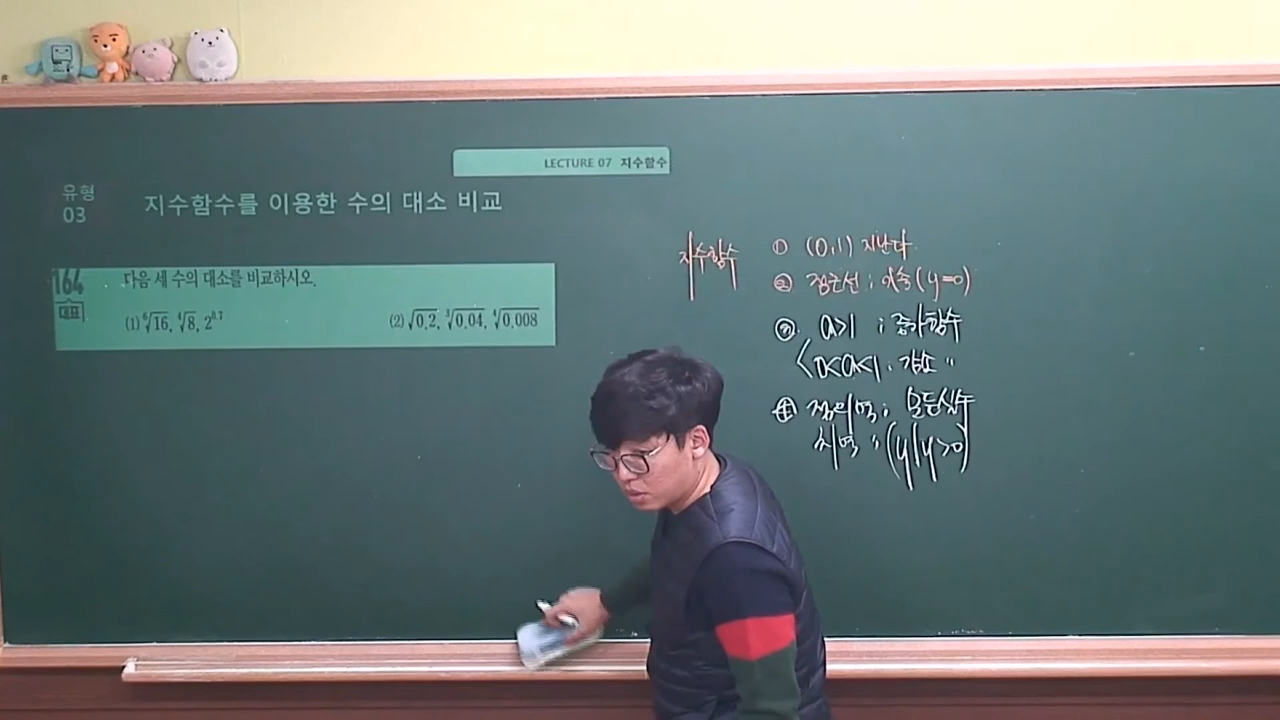 LECTURE 07 지수함수
유형
03
지수함수를 이용한 수의 대소 비교
164
대표
다음 세 수의 대소를 비교하시오.
(1) ⁶√16, ⁴√8, 2^0.7
(2) √0.2, ³√0.04, ⁴√0.008
지수함수
① (0,1) 지난다.
② 점근선 : x축 (y=0)
③ a>1 : 증가함수
0<a<1 : 감소 〃
④ 정의역 : 모든실수
치역 : {y|y>0}